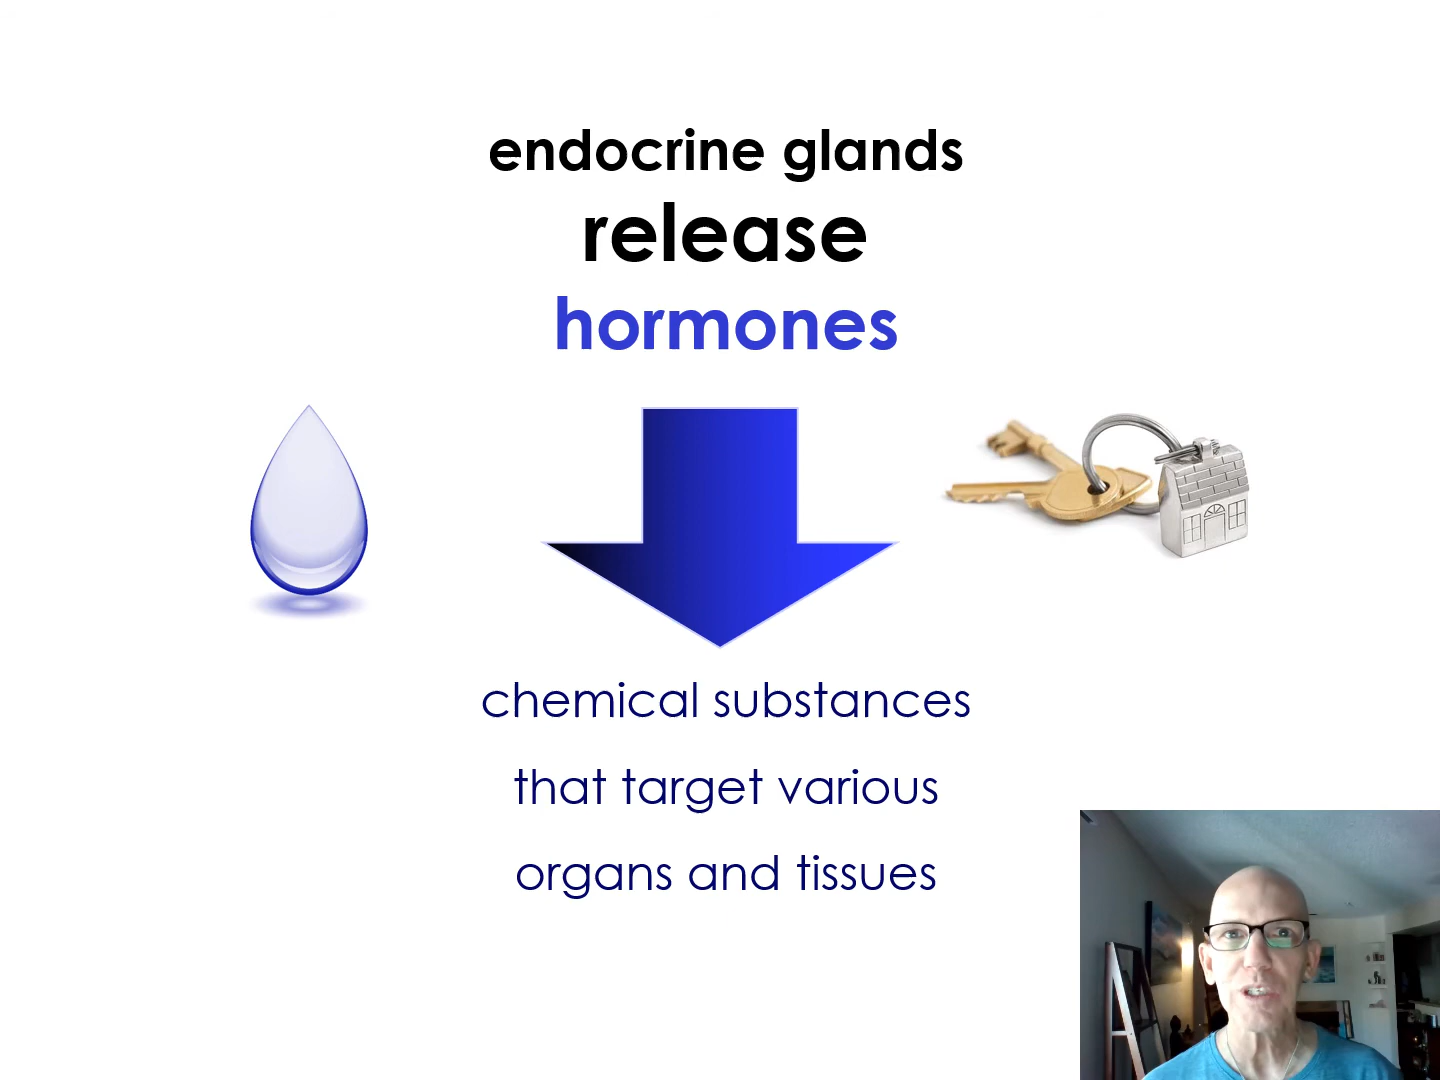 endocrine glands
release
hormones
chemical substances
that target various
organs and tissues